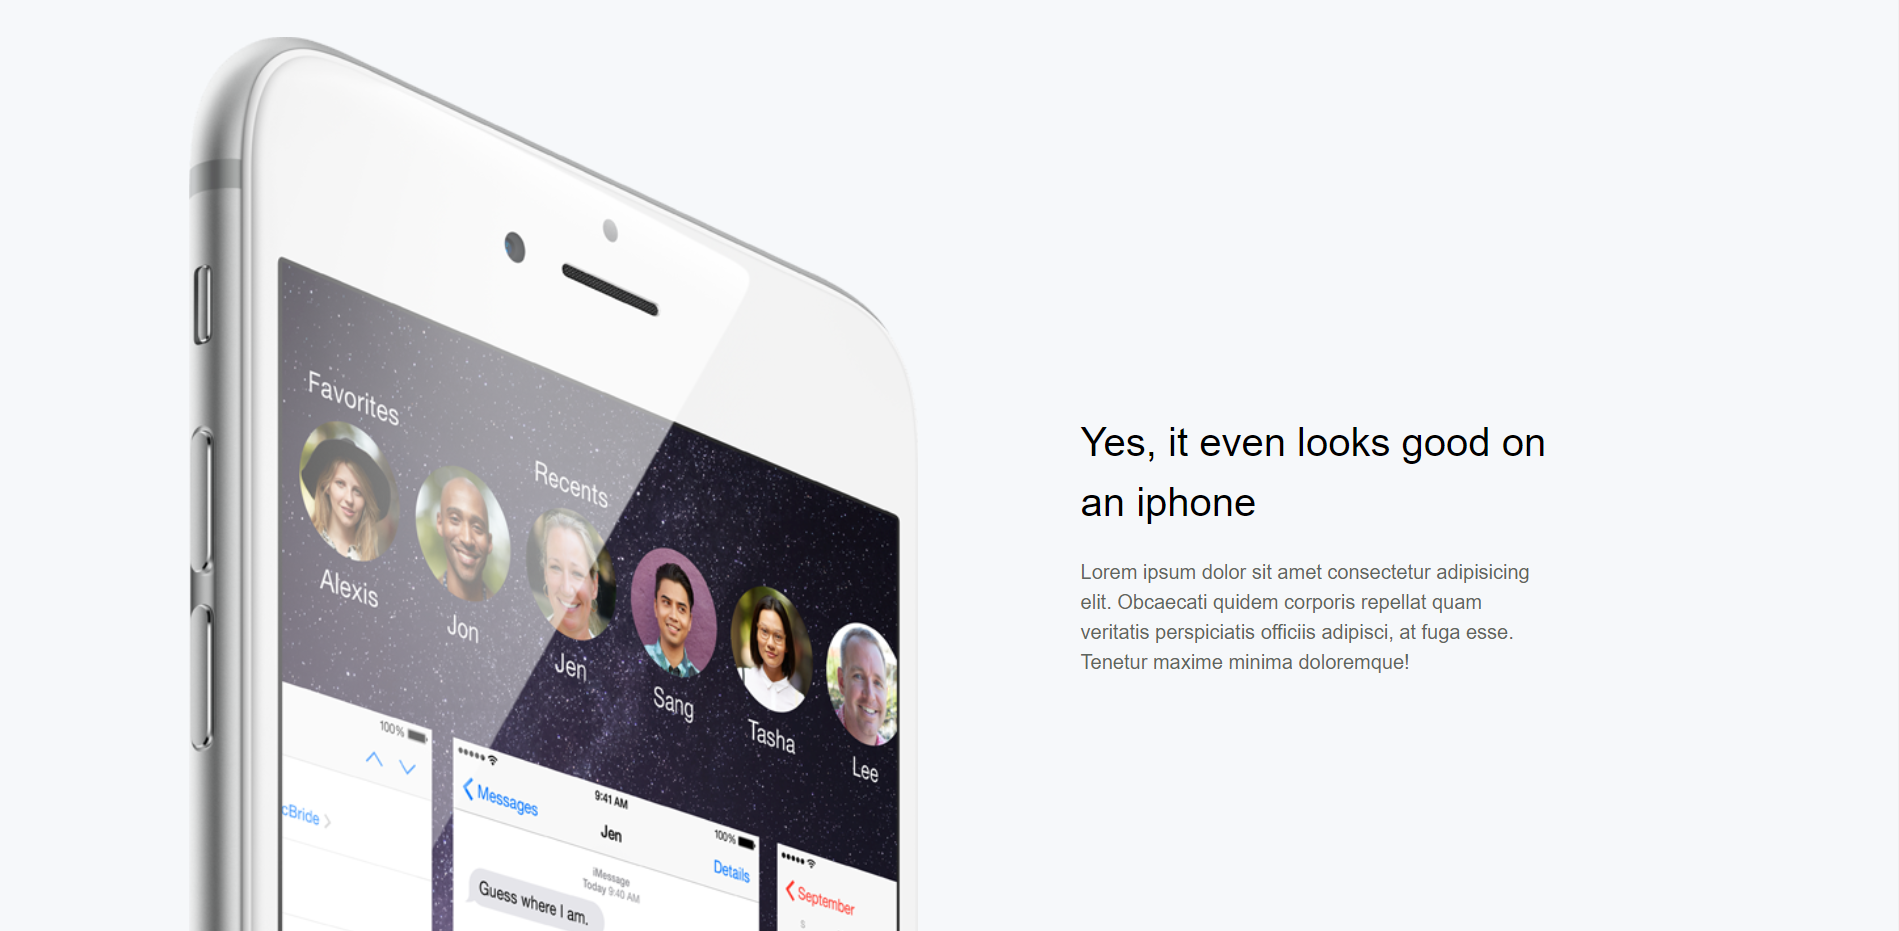 Favorites
Recents
Alexis
Jon
Jen
Sang
Tasha
Lee
100%
cBride
9:41 AM
Messages
Jen
100%
Details
iMessage
Today 9:40 AM
Guess where I am.
September
S
Yes, it even looks good on
an iphone
Lorem ipsum dolor sit amet consectetur adipisicing
elit. Obcaecati quidem corporis repellat quam
veritatis perspiciatis officiis adipisci, at fuga esse.
Tenetur maxime minima doloremque!